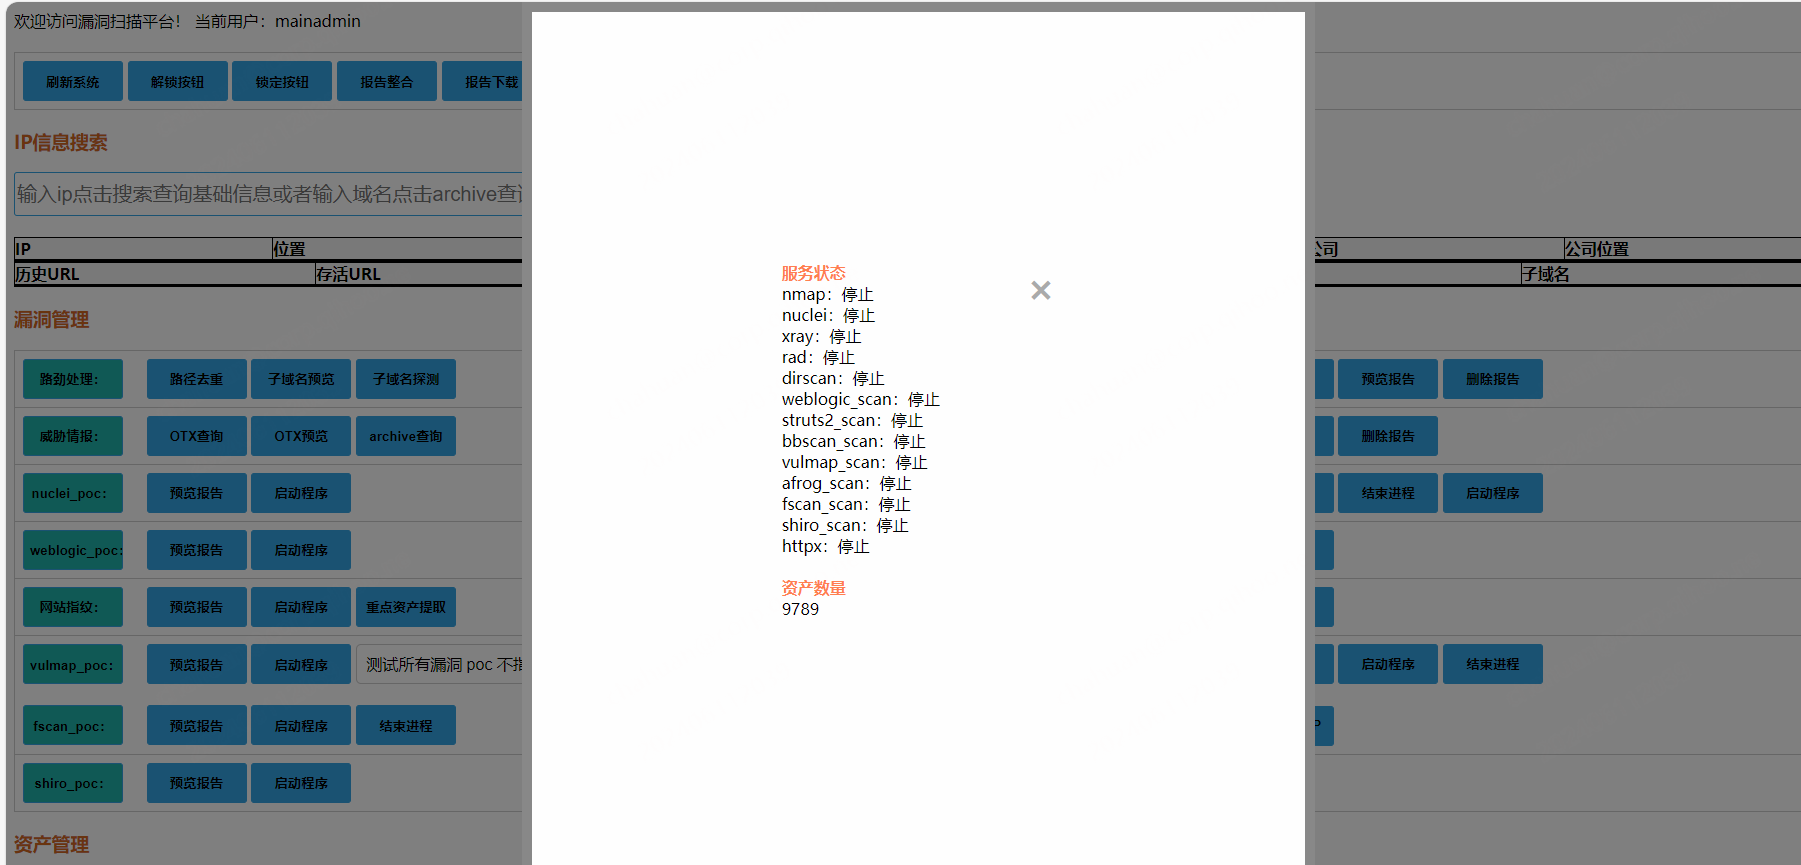 欢迎访问漏洞扫描平台！ 当前用户：mainadmin
刷新系统 解锁按钮 锁定按钮 报告整合 报告下载
IP信息搜索
输入ip点击搜索查询基础信息或者输入域名点击archive查
IP 位置 公司 公司位置
历史URL 存活URL 子域名
漏洞管理
路劲处理： 路径去重 子域名预览 子域名探测 预览报告 删除报告
威胁情报： OTX查询 OTX预览 archive查询 删除报告
nuclei_poc： 预览报告 启动程序 结束进程 启动程序
weblogic_poc： 预览报告 启动程序
网站指纹： 预览报告 启动程序 重点资产提取
vulmap_poc： 预览报告 启动程序 测试所有漏洞 poc 不指 启动程序 结束进程
fscan_poc： 预览报告 启动程序 结束进程 P
shiro_poc： 预览报告 启动程序
资产管理
服务状态
nmap：停止
nuclei：停止
xray：停止
rad：停止
dirscan：停止
weblogic_scan：停止
struts2_scan：停止
bbscan_scan：停止
vulmap_scan：停止
afrog_scan：停止
fscan_scan：停止
shiro_scan：停止
httpx：停止
资产数量
9789